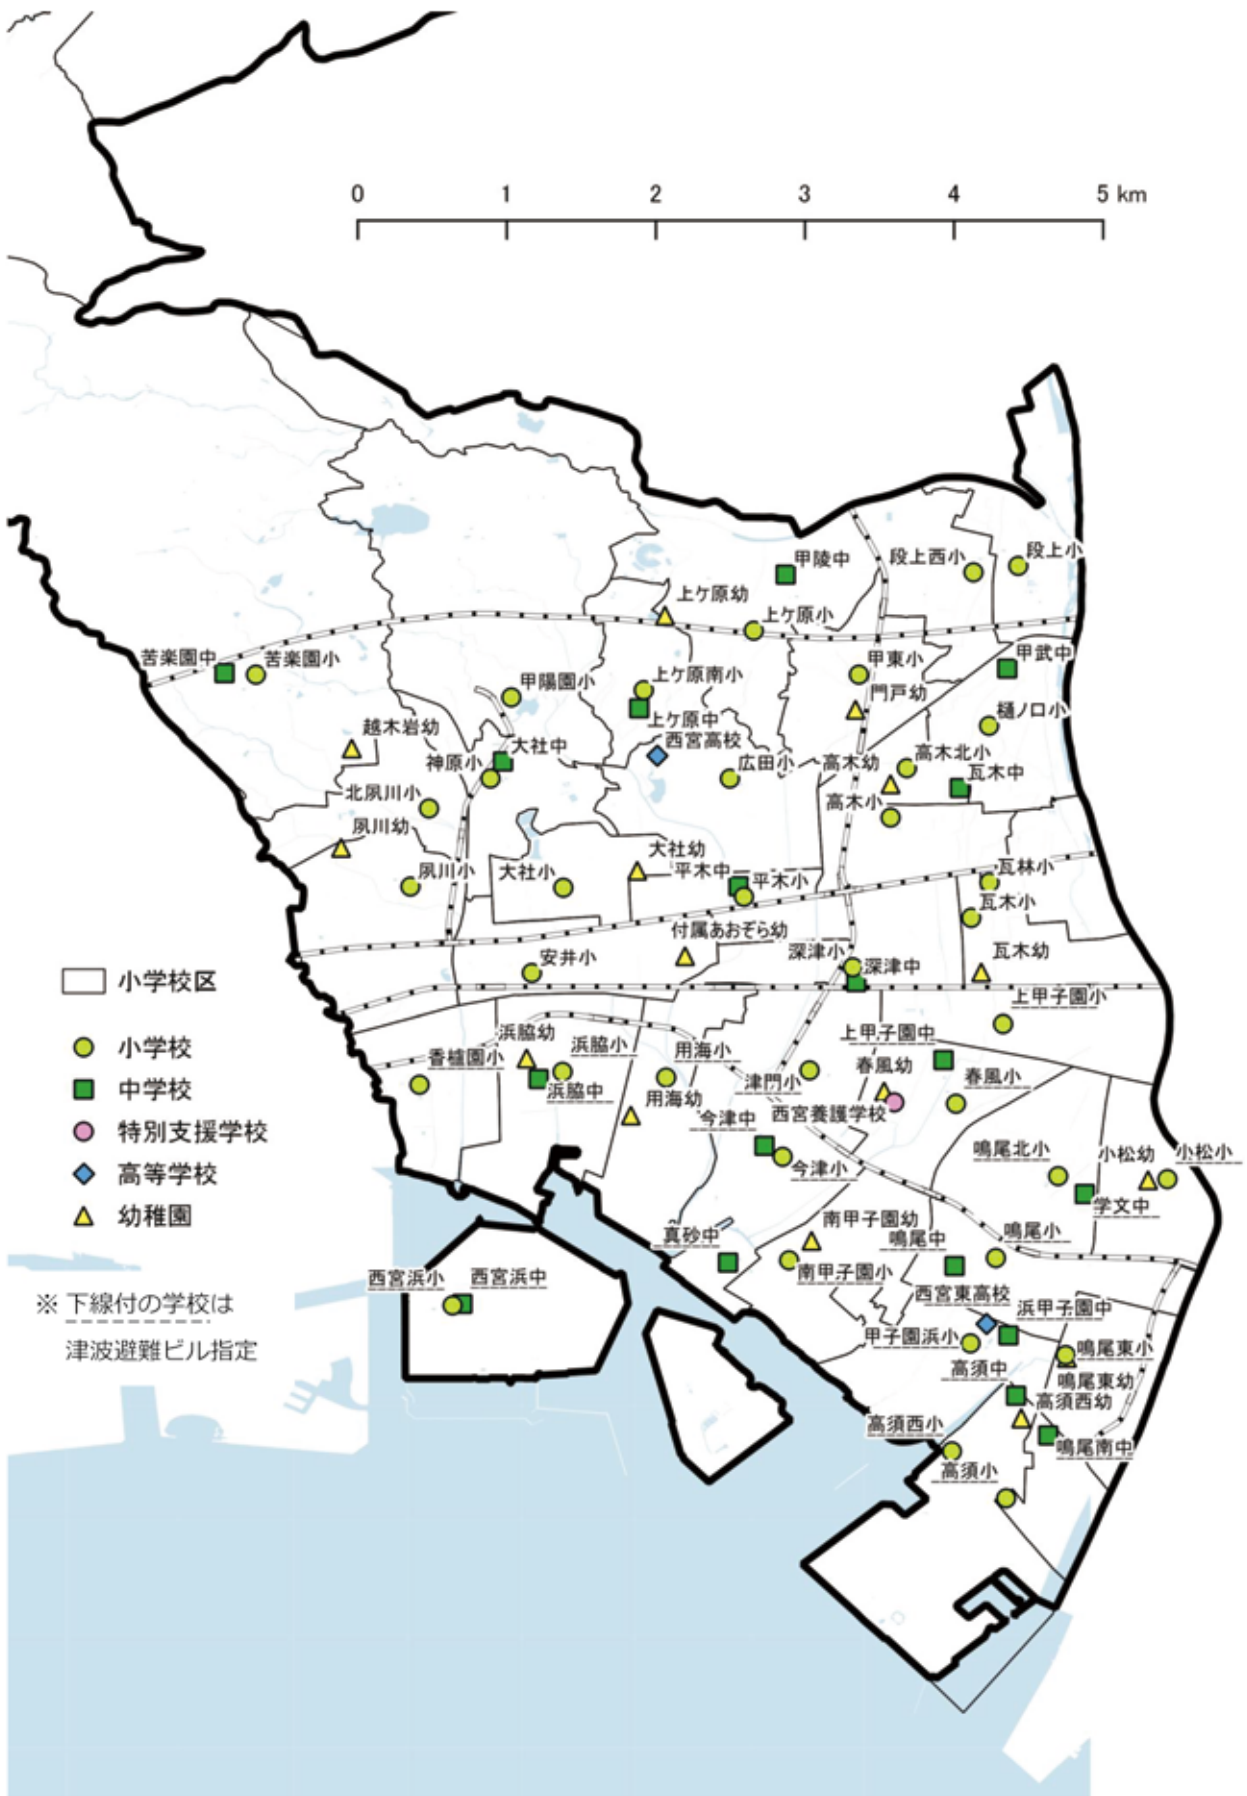 0 1 2 3 4 5 km
甲陵中
段上西小
段上小
上ケ原幼
上ケ原小
苦楽園中
苦楽園小
甲東小
甲武中
甲陽園小
上ケ原南小
門戸幼
上ケ原中
樋ノ口小
越木岩幼
大社中
西宮高校
神原小
広田小
高木幼
高木北小
瓦木中
北夙川小
高木小
夙川幼
大社幼
夙川小
大社小
平木中
平木小
瓦林小
瓦木小
付属あおぞら幼
安井小
深津小
深津中
瓦木幼
小学校区
上甲子園小
浜脇幼
上甲子園中
小学校
香櫨園小
浜脇小
用海小
春風幼
津門小
春風小
中学校
浜脇中
用海幼
西宮養護学校
今津中
特別支援学校
鳴尾北小
小松幼
小松小
今津小
高等学校
学文中
幼稚園
南甲子園幼
真砂中
鳴尾中
鳴尾小
南甲子園小
西宮浜小
西宮浜中
西宮東高校
※ 下線付の学校は
浜甲子園中
甲子園浜小
津波避難ビル指定
鳴尾東小
高須中
鳴尾東幼
高須西幼
高須西小
鳴尾南中
高須小